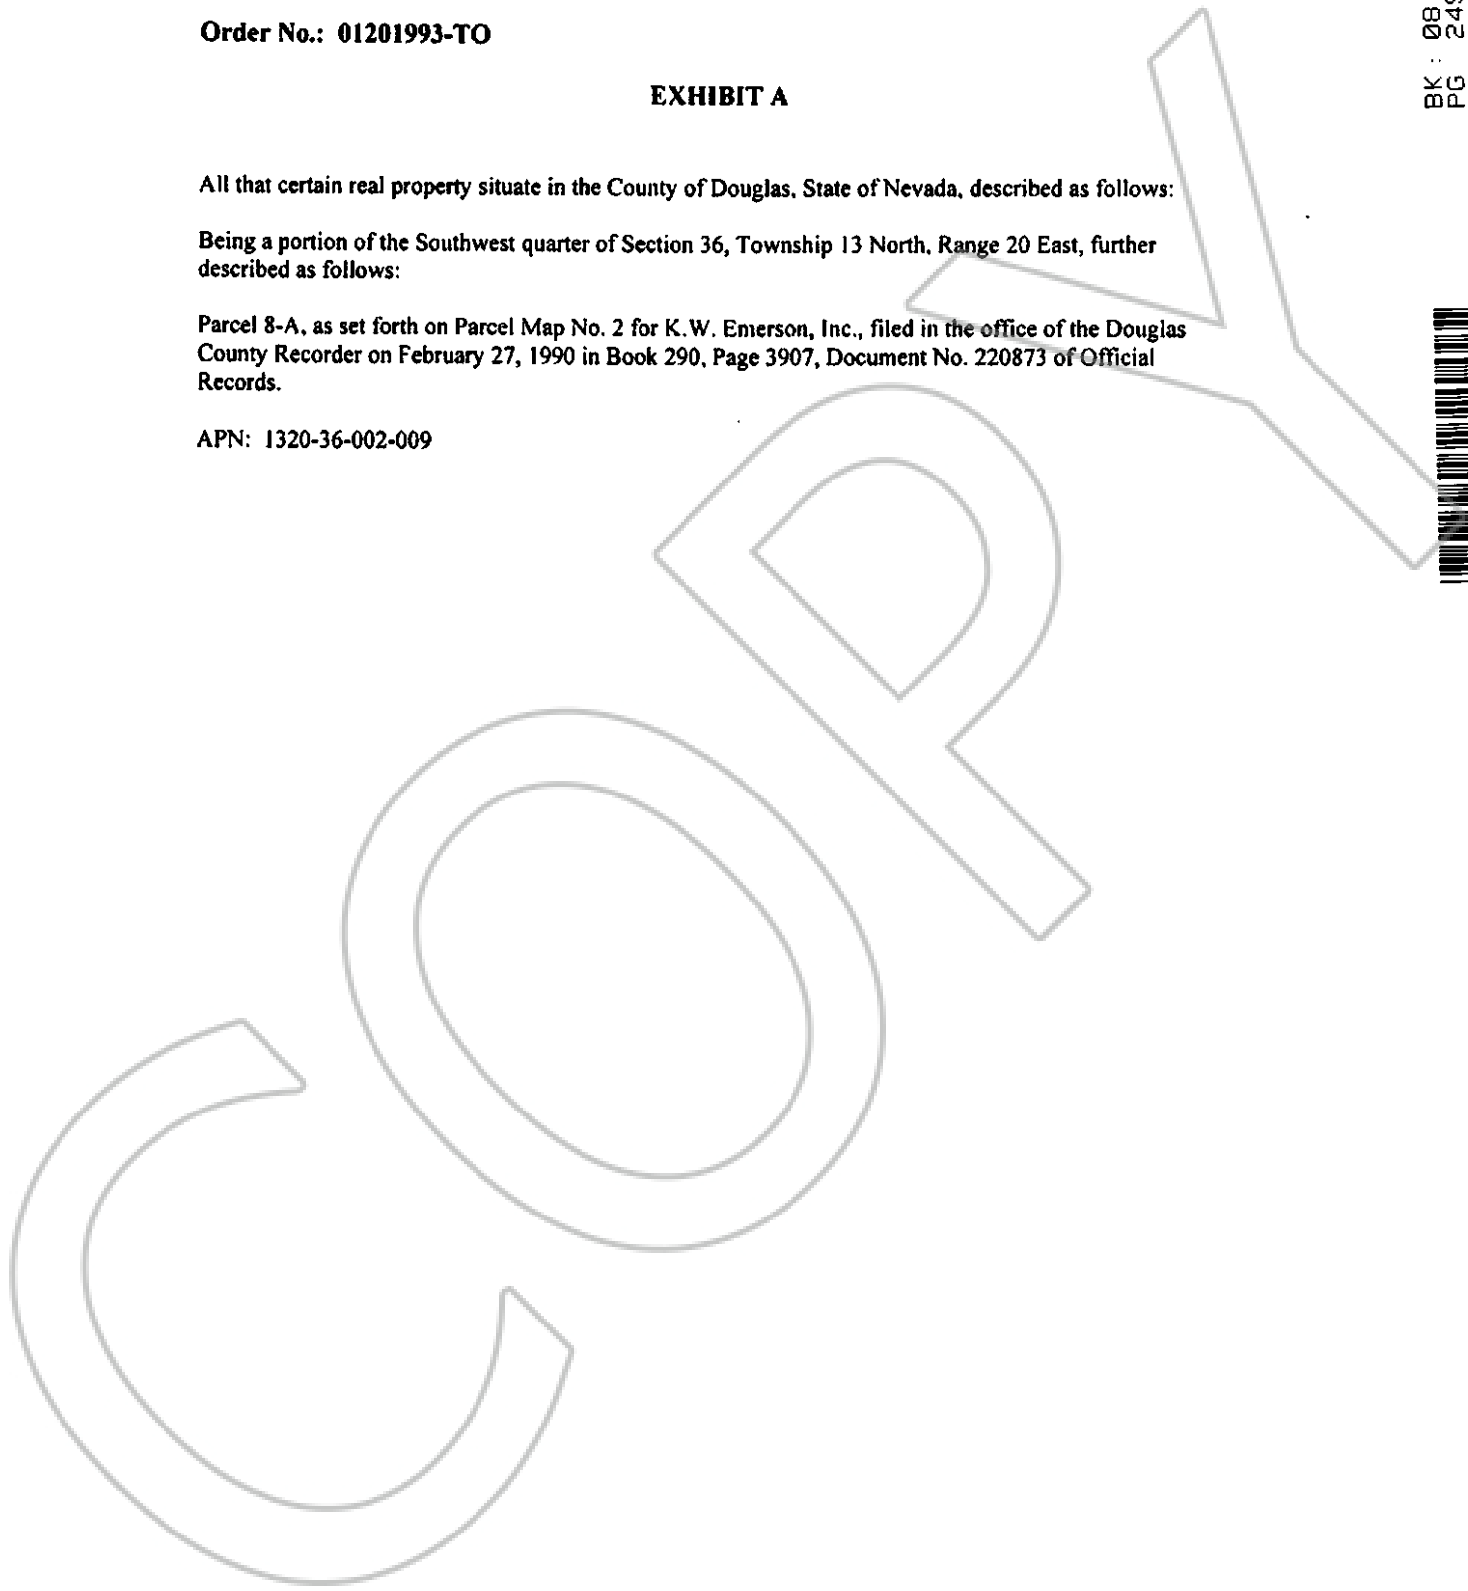 Order No.: 01201993-TO
EXHIBIT A
All that certain real property situate in the County of Douglas, State of Nevada, described as follows:
Being a portion of the Southwest quarter of Section 36, Township 13 North, Range 20 East, further
described as follows:
Parcel 8-A, as set forth on Parcel Map No. 2 for K.W. Emerson, Inc., filed in the office of the Douglas
County Recorder on February 27, 1990 in Book 290, Page 3907, Document No. 220873 of Official
Records.
APN: 1320-36-002-009
COPY
BK : 08
PG